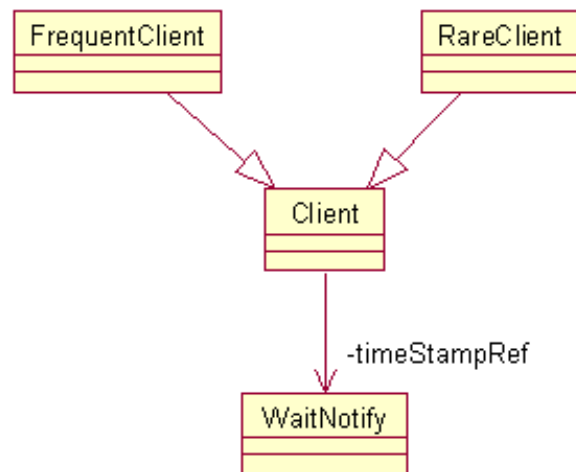 FrequentClient
RareClient
Client
-timeStampRef
WaitNotify